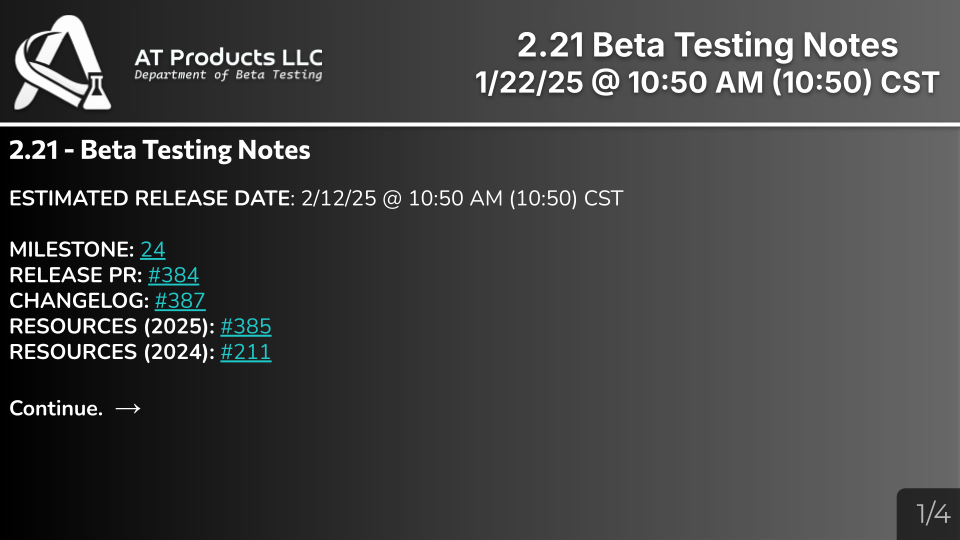 AT Products LLC
Department of Beta Testing
2.21 Beta Testing Notes
1/22/25 @ 10:50 AM (10:50) CST
2.21 - Beta Testing Notes
ESTIMATED RELEASE DATE: 2/12/25 @ 10:50 AM (10:50) CST
MILESTONE: 24
RELEASE PR: #384
CHANGELOG: #387
RESOURCES (2025): #385
RESOURCES (2024): #211
Continue. →
1/4